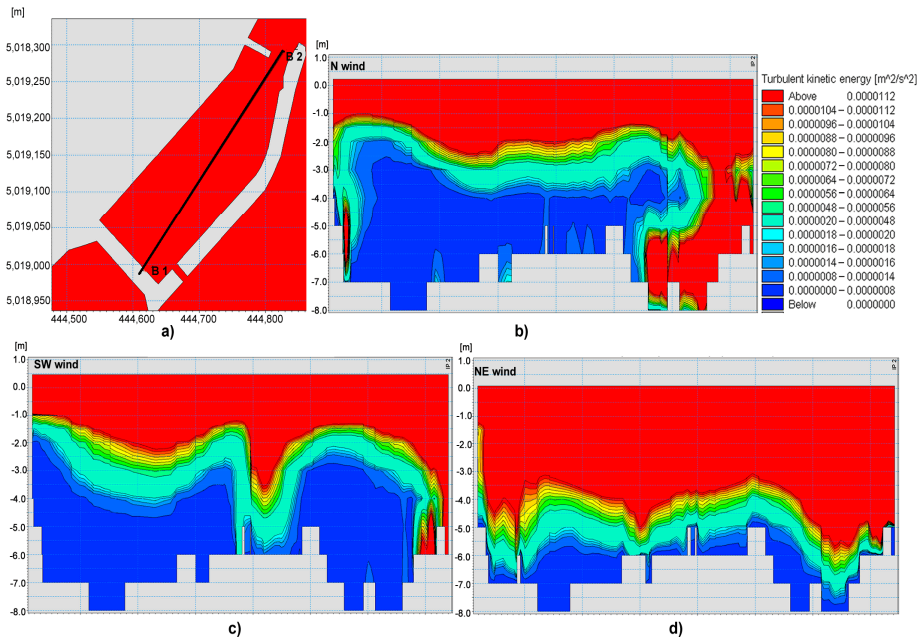 [m]
5,018,300
5,019,250
5,019,200
5,019,150
5,019,100
5,019,050
5,019,000
5,018,950
444,500 444,600 444,700 444,800
B 2
B 1
a)
[m]
1.0
0.0
-1.0
-2.0
-3.0
-4.0
-5.0
-6.0
-7.0
-8.0
N wind
IP 2
b)
Turbulent kinetic energy [m^2/s^2]
Above 0.0000112
0.0000104 – 0.0000112
0.0000096 – 0.0000104
0.0000088 – 0.0000096
0.0000080 – 0.0000088
0.0000072 – 0.0000080
0.0000064 – 0.0000072
0.0000056 – 0.0000064
0.0000048 – 0.0000056
0.0000020 – 0.0000048
0.0000018 – 0.0000020
0.0000016 – 0.0000018
0.0000014 – 0.0000016
0.0000008 – 0.0000014
0.0000000 – 0.0000008
Below 0.0000000
[m]
1.0
0.0
-1.0
-2.0
-3.0
-4.0
-5.0
-6.0
-7.0
-8.0
SW wind
IP 2
c)
[m]
1.0
0.0
-1.0
-2.0
-3.0
-4.0
-5.0
-6.0
-7.0
-8.0
NE wind
IP 2
d)